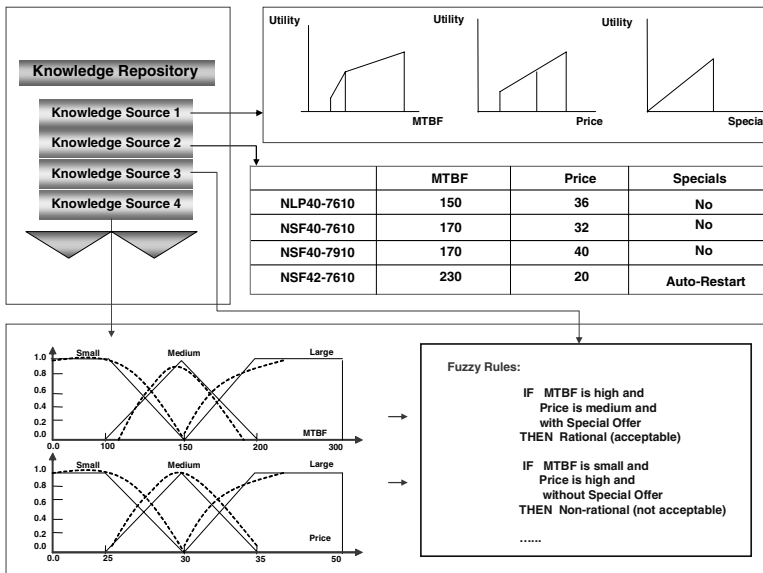 Knowledge Repository
Knowledge Source 1
Knowledge Source 2
Knowledge Source 3
Knowledge Source 4
Utility
MTBF
Utility
Price
Utility
Special
MTBF Price Specials
NLP40-7610 150 36 No
NSF40-7610 170 32 No
NSF40-7910 170 40 No
NSF42-7610 230 20 Auto-Restart
Small Medium Large
1.0
0.8
0.6
0.4
0.2
0.0 100 150 200 300
MTBF
Small Medium Large
1.0
0.8
0.6
0.4
0.2
0.0
Price
0.0 25 30 35 50
Fuzzy Rules:
IF MTBF is high and
Price is medium and
with Special Offer
THEN Rational (acceptable)
IF MTBF is small and
Price is high and
without Special Offer
THEN Non-rational (not acceptable)
......